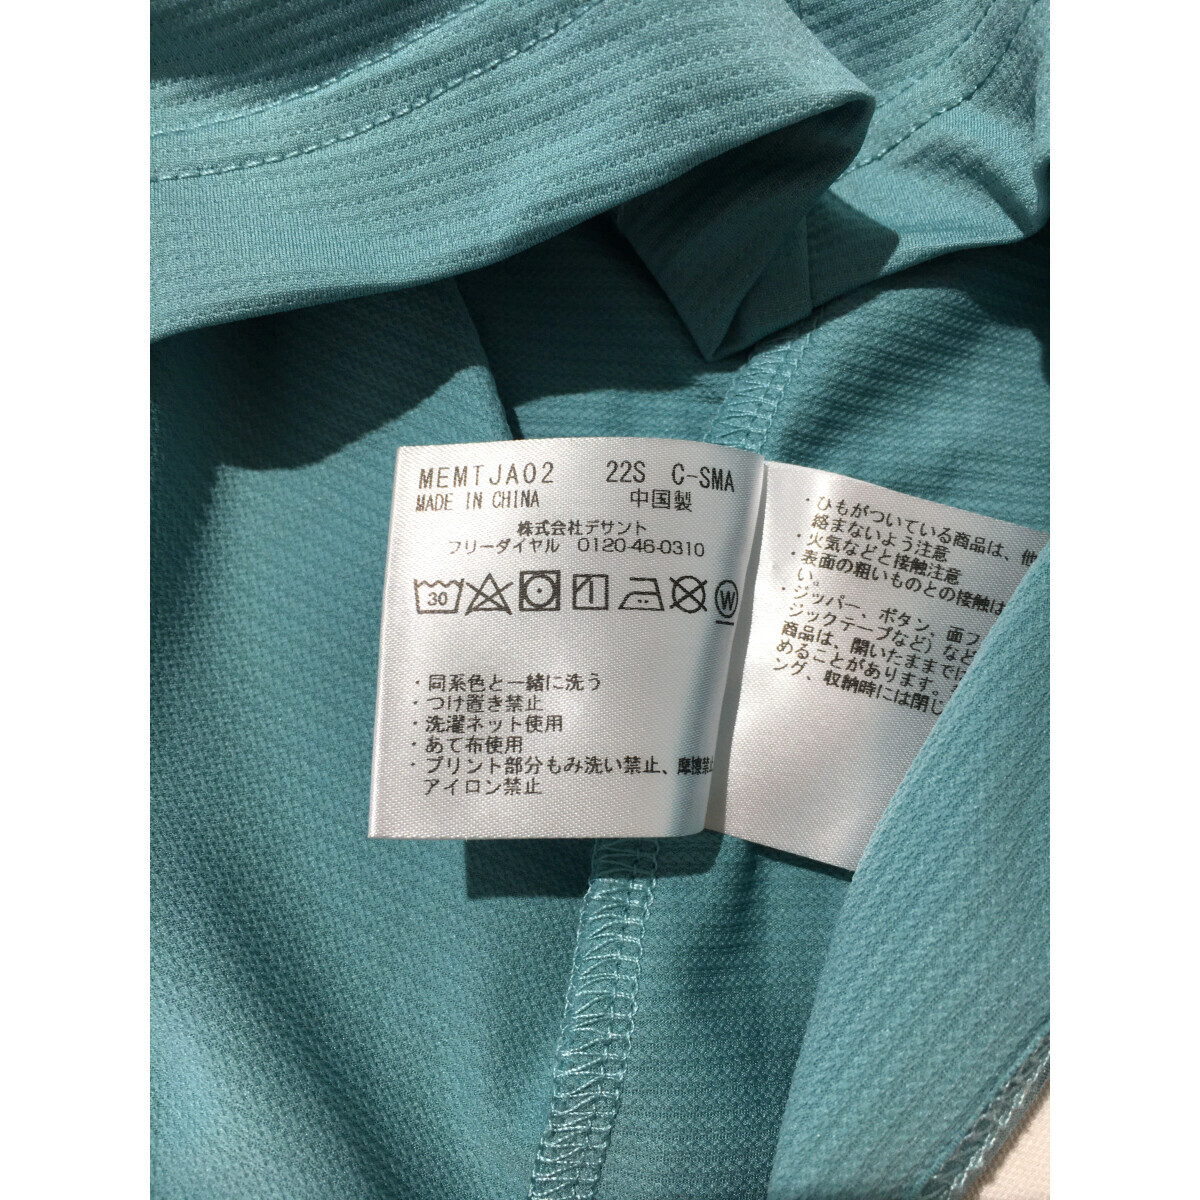 MEMTJA02 22S C-SMA
MADE IN CHINA 中国製
株式会社デサント
フリーダイヤル 0120-46-0310
30 W
・同系色と一緒に洗う
・つけ置き禁止
・洗濯ネット使用
・あて布使用
・プリント部分もみ洗い禁止、摩擦禁止
アイロン禁止
・ひもがついている商品は、他
絡まないよう注意
・火気などと接触注意
・表面の粗いものとの接触は
い。
・ジッパー、ボタン、面フ
ジックテープなど）など
商品は、開いたままでは
めることがあります。
ング、収納時には閉じ